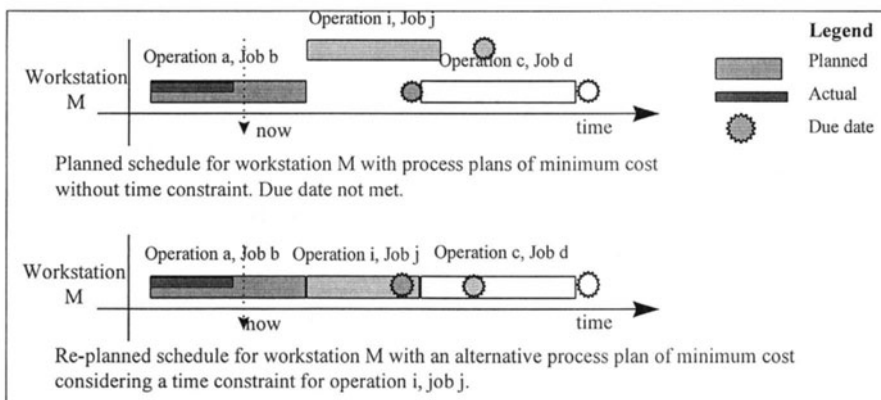 Operation i, Job j
Legend
Operation a, Job b
Operation c, Job d
Planned
Workstation
M
Actual
now
time
Due date
Planned schedule for workstation M with process plans of minimum cost
without time constraint. Due date not met.
Operation a, Job b
Operation i, Job j
Operation c, Job d
Workstation
M
now
time
Re-planned schedule for workstation M with an alternative process plan of minimum cost
considering a time constraint for operation i, job j.